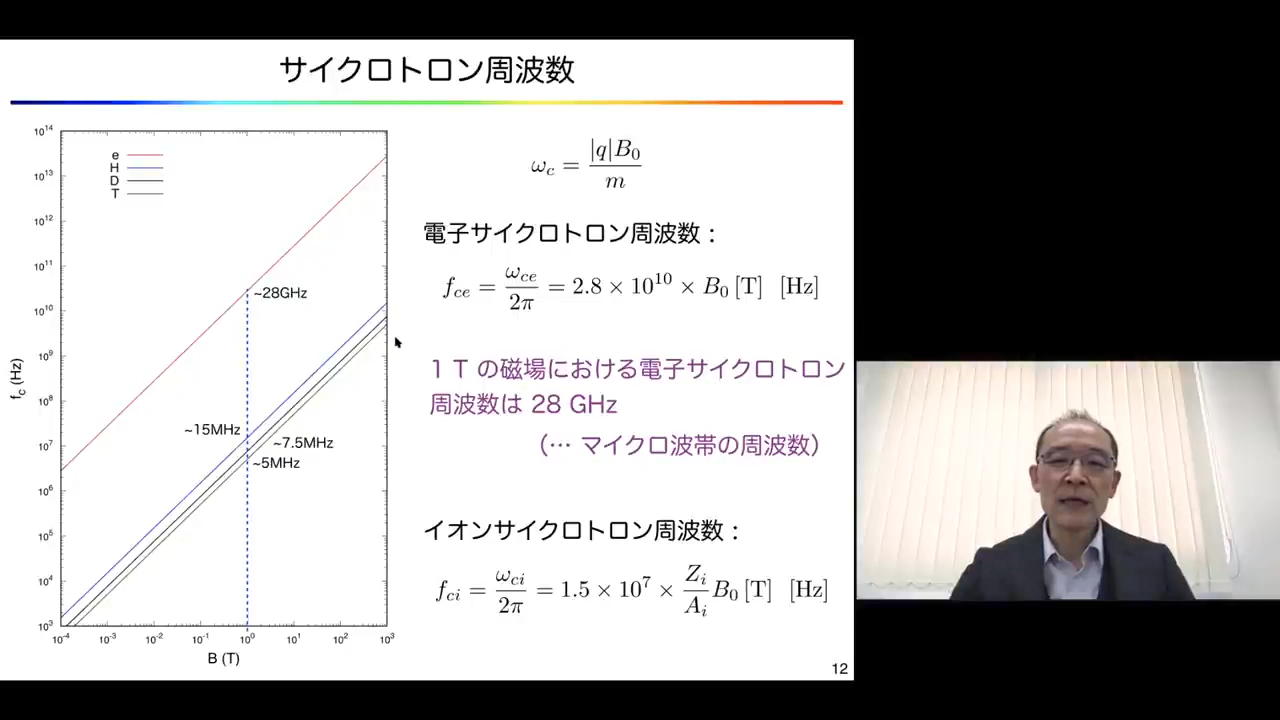 サイクロトロン周波数
10^14
10^13
10^12
10^11
10^10
10^9
10^8
10^7
10^6
10^5
10^4
10^3
f_c (Hz)
e
H
D
T
~28GHz
~15MHz
~7.5MHz
~5MHz
10^-4 10^-3 10^-2 10^-1 10^0 10^1 10^2 10^3
B (T)
ω_c = |q|B_0 / m
電子サイクロトロン周波数：
f_ce = ω_ce / 2π = 2.8 × 10^10 × B_0 [T] [Hz]
１Ｔの磁場における電子サイクロトロン
周波数は 28 GHz
（… マイクロ波帯の周波数）
イオンサイクロトロン周波数：
f_ci = ω_ci / 2π = 1.5 × 10^7 × Z_i / A_i B_0 [T] [Hz]
12